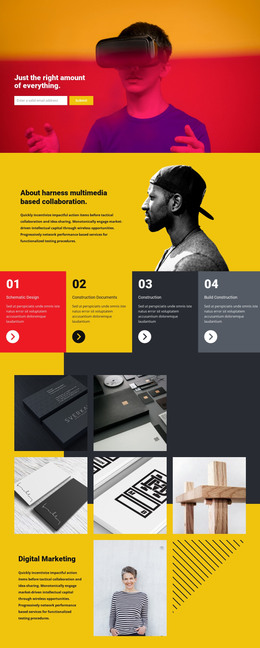 Just the right amount
of everything.
Enter a valid email address
Submit
About harness multimedia
based collaboration.
Quickly incentivize impactful action items before tactical
collaboration and idea-sharing. Monotonically engage market-
driven intellectual capital through wireless opportunities.
Progressively network performance based services for
functionalized testing procedures.
01
Schematic Design
Sed ut perspiciatis unde omnis iste
natus error sit voluptatem
accusantium doloremque
laudantium
02
Construction Documents
Sed ut perspiciatis unde omnis iste
natus error sit voluptatem
accusantium doloremque
laudantium
03
Construction
Sed ut perspiciatis unde omnis iste
natus error sit voluptatem
accusantium doloremque
laudantium
04
Build Construction
Sed ut perspiciatis unde omnis iste
natus error sit voluptatem
accusantium doloremque
laudantium
Digital Marketing
Quickly incentivize impactful action
items before tactical collaboration and
idea-sharing. Monotonically engage
market-driven intellectual capital
through wireless opportunities.
Progressively network performance
based services for functionalized
testing procedures.